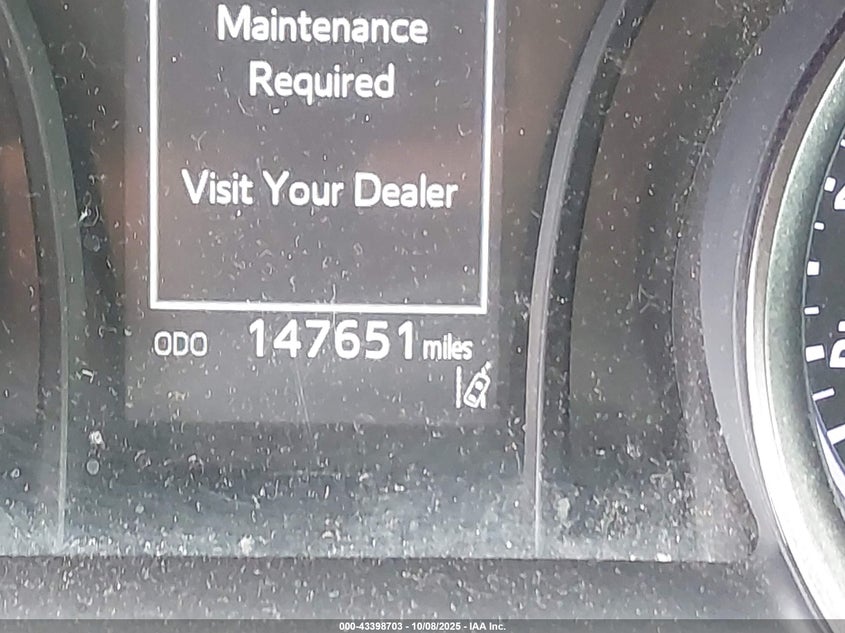 Maintenance
Required
Visit Your Dealer
ODO 147651 miles
000-43398703 - 10/08/2025 - IAA Inc.